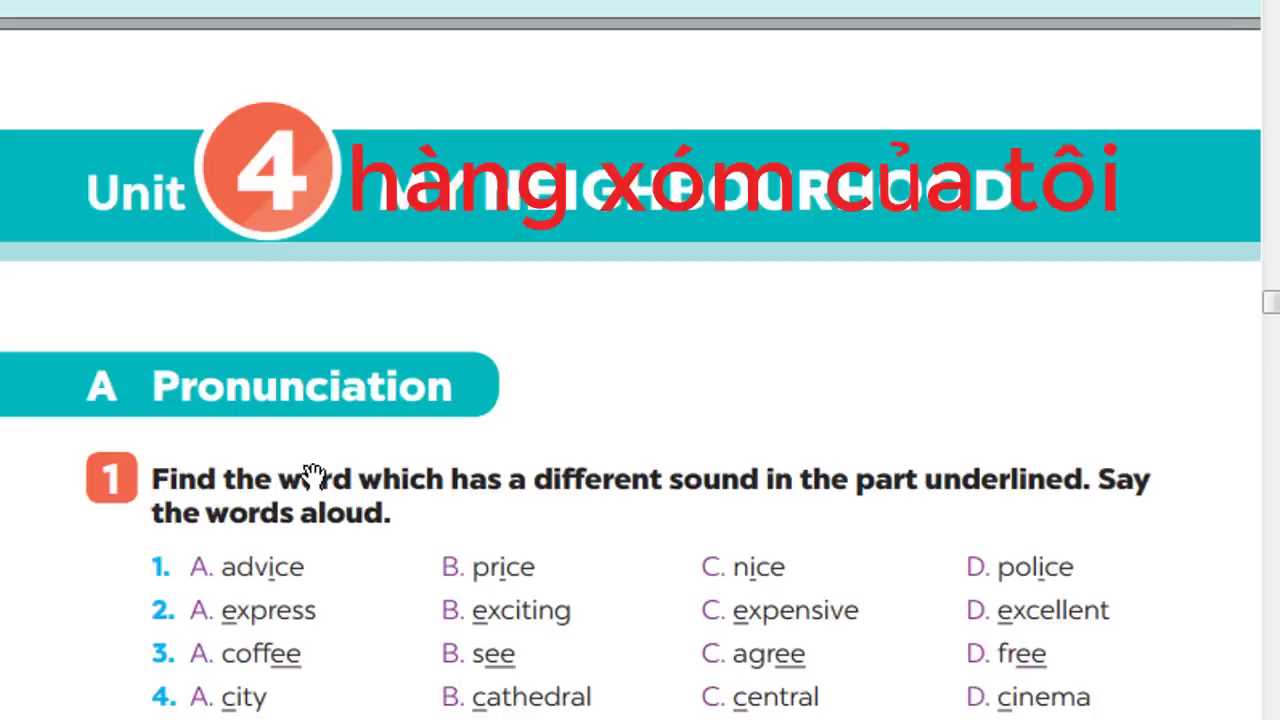 Unit 4 MY NEIGHBOURHOOD
hàng xóm của tôi
A Pronunciation
1 Find the word which has a different sound in the part underlined. Say
the words aloud.
1. A. advice B. price C. nice D. police
2. A. express B. exciting C. expensive D. excellent
3. A. coffee B. see C. agree D. free
4. A. city B. cathedral C. central D. cinema